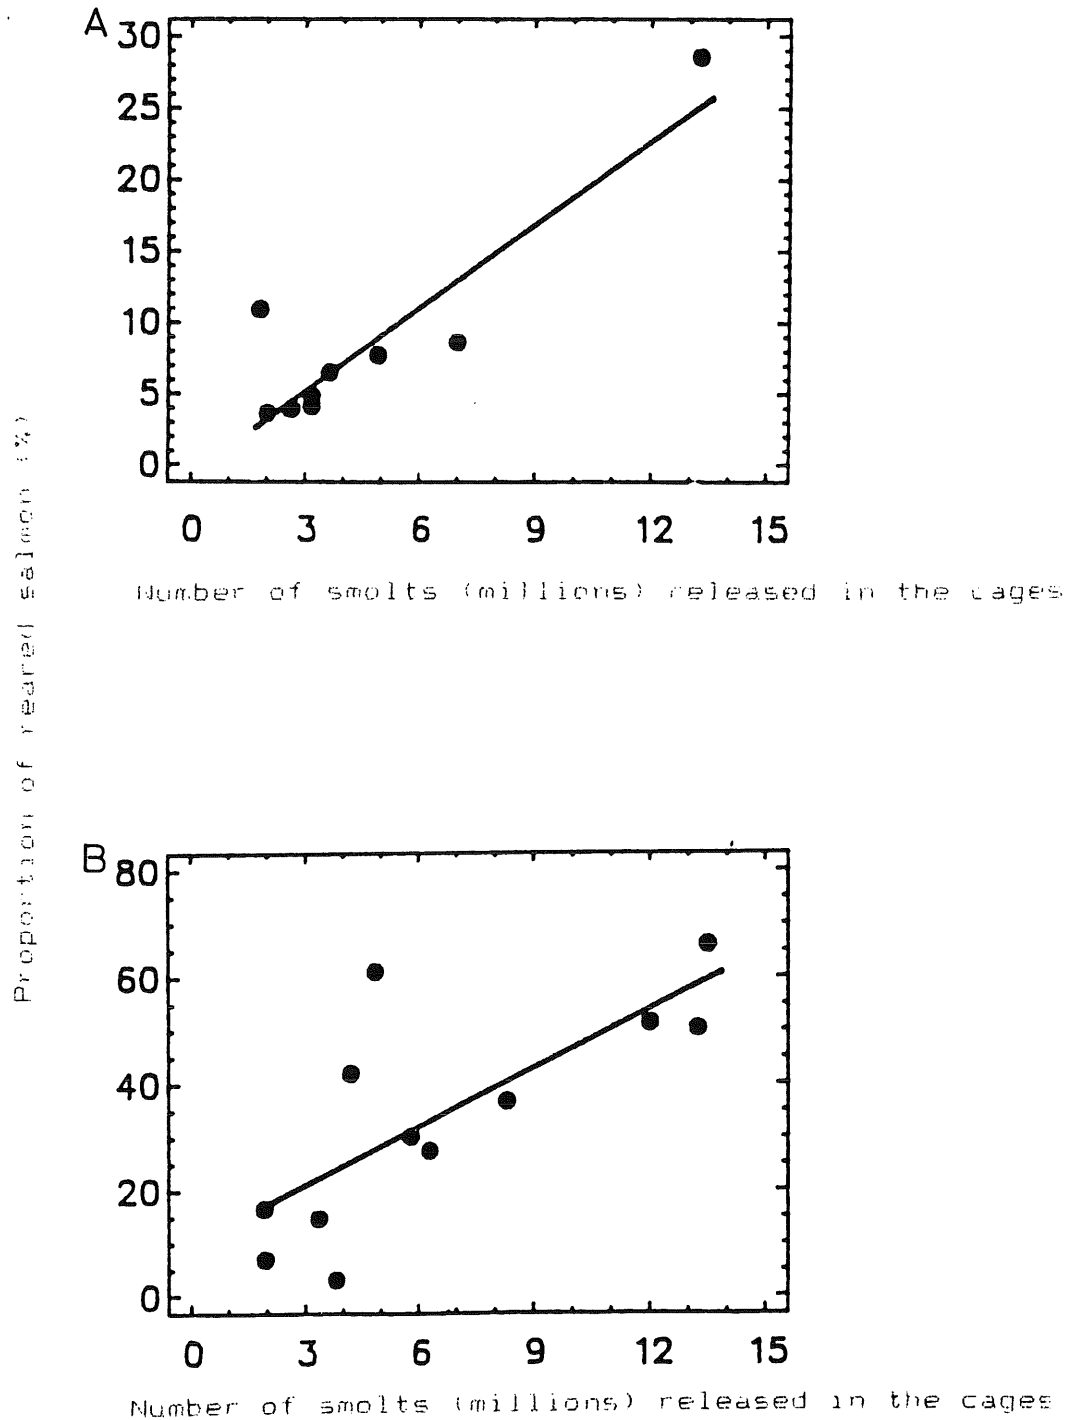 A
30
25
20
15
10
5
0
0 3 6 9 12 15
Number of smolts (millions) released in the cages
Proportion of reared salmon (%)
B
80
60
40
20
0
0 3 6 9 12 15
Number of smolts (millions) released in the cages